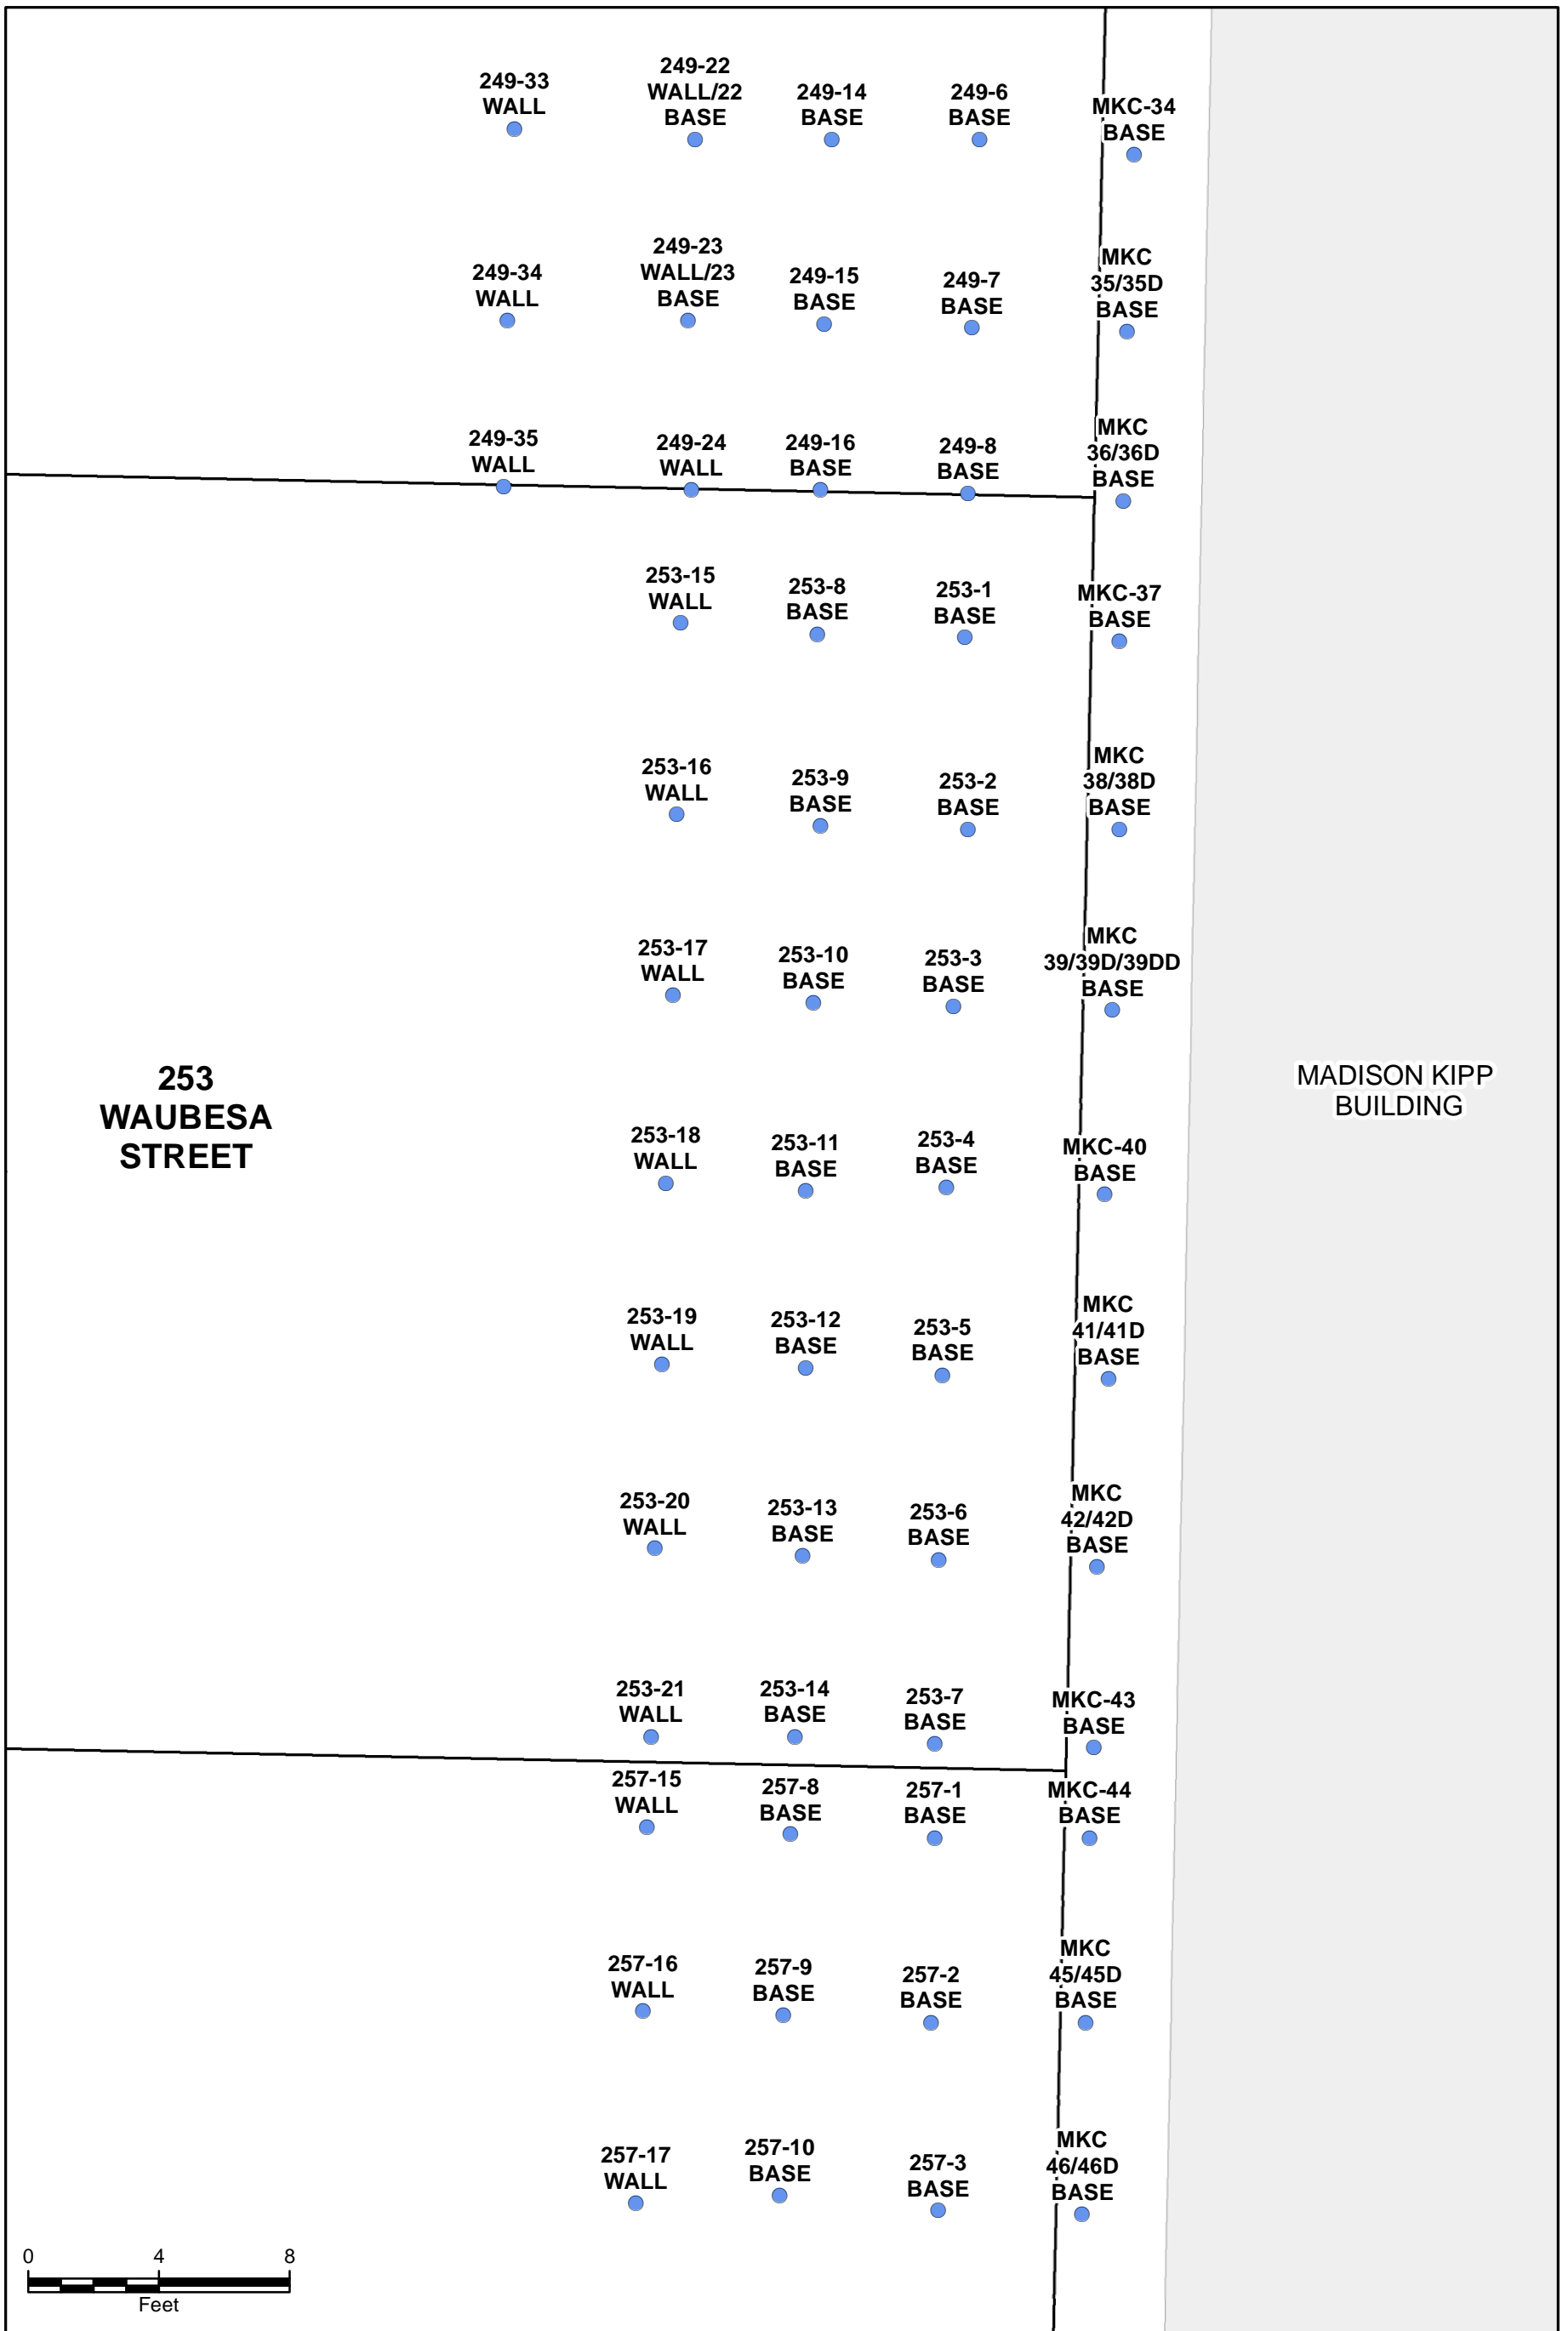 249-33
WALL
249-22
WALL/22
BASE
249-14
BASE
249-6
BASE
MKC-34
BASE
249-34
WALL
249-23
WALL/23
BASE
249-15
BASE
249-7
BASE
MKC
35/35D
BASE
249-35
WALL
249-24
WALL
249-16
BASE
249-8
BASE
MKC
36/36D
BASE
253-15
WALL
253-8
BASE
253-1
BASE
MKC-37
BASE
253-16
WALL
253-9
BASE
253-2
BASE
MKC
38/38D
BASE
253-17
WALL
253-10
BASE
253-3
BASE
MKC
39/39D/39DD
BASE
253
WAUBESA
STREET
MADISON KIPP
BUILDING
253-18
WALL
253-11
BASE
253-4
BASE
MKC-40
BASE
253-19
WALL
253-12
BASE
253-5
BASE
MKC
41/41D
BASE
253-20
WALL
253-13
BASE
253-6
BASE
MKC
42/42D
BASE
253-21
WALL
253-14
BASE
253-7
BASE
MKC-43
BASE
257-15
WALL
257-8
BASE
257-1
BASE
MKC-44
BASE
257-16
WALL
257-9
BASE
257-2
BASE
MKC
45/45D
BASE
257-17
WALL
257-10
BASE
257-3
BASE
MKC
46/46D
BASE
0 4 8
Feet